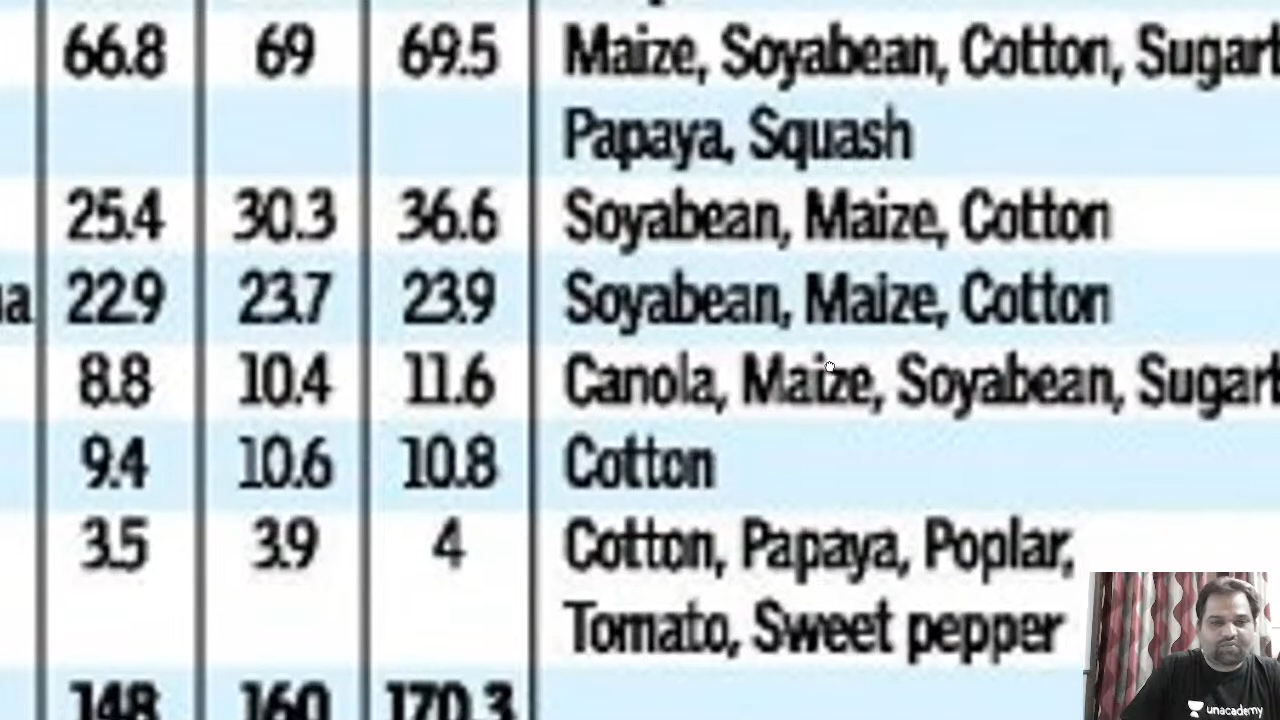 66.8 69 69.5 Maize, Soyabean, Cotton,
Papaya, Squash
25.4 30.3 36.6 Soyabean, Maize, Cotton
22.9 23.7 23.9 Soyabean, Maize, Cotton
8.8 10.4 11.6 Canola, Maize, Soyabean,
9.4 10.6 10.8 Cotton
3.5 3.9 4 Cotton, Papaya, Poplar,
Tomato, Sweet pepper
148 160 170.3
unacademy